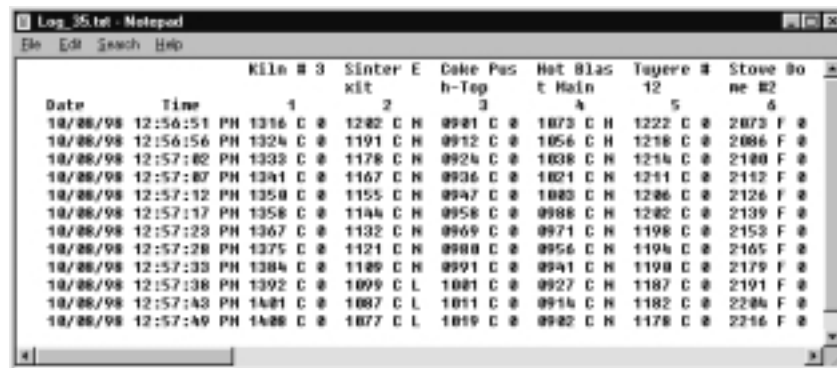 Log_35.txt - Notepad
File Edit Search Help
Kiln # 3 Sinter E Coke Pus Hot Blas Tuyere # Stove Do
xit h-Top t Main 12 me #2
Date Time 1 2 3 4 5 6
10/08/98 12:56:51 PM 1316 C 0 1202 C N 0901 C 0 1073 C H 1222 C 0 2073 F 0
10/08/98 12:56:56 PM 1324 C 0 1191 C N 0912 C 0 1056 C H 1218 C 0 2086 F 0
10/08/98 12:57:02 PM 1333 C 0 1178 C N 0924 C 0 1038 C N 1214 C 0 2100 F 0
10/08/98 12:57:07 PM 1341 C 0 1167 C N 0936 C 0 1021 C N 1211 C 0 2112 F 0
10/08/98 12:57:12 PM 1350 C 0 1155 C N 0947 C 0 1003 C N 1206 C 0 2126 F 0
10/08/98 12:57:17 PM 1358 C 0 1144 C N 0958 C 0 0988 C N 1202 C 0 2139 F 0
10/08/98 12:57:23 PM 1367 C 0 1132 C N 0969 C 0 0971 C N 1198 C 0 2153 F 0
10/08/98 12:57:28 PM 1375 C 0 1121 C N 0980 C 0 0956 C N 1194 C 0 2165 F 0
10/08/98 12:57:33 PM 1384 C 0 1109 C N 0991 C 0 0941 C N 1190 C 0 2179 F 0
10/08/98 12:57:38 PM 1392 C 0 1099 C L 1001 C 0 0927 C N 1187 C 0 2191 F 0
10/08/98 12:57:43 PM 1401 C 0 1087 C L 1011 C 0 0914 C N 1182 C 0 2204 F 0
10/08/98 12:57:49 PM 1408 C 0 1077 C L 1019 C 0 0902 C N 1178 C 0 2216 F 0